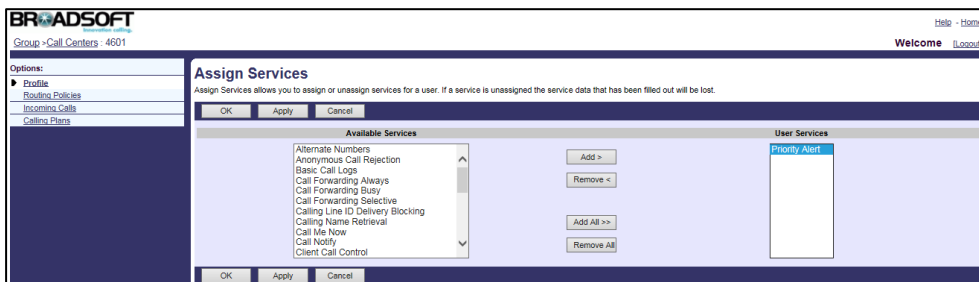 BROADSOFT
Innovation calling.
Help - Home
Group >Call Centers : 4601
Welcome [Logout
Options:
Profile
Routing Policies
Incoming Calls
Calling Plans
Assign Services
Assign Services allows you to assign or unassign services for a user. If a service is unassigned the service data that has been filled out will be lost.
OK Apply Cancel
Available Services
User Services
Alternate Numbers
Anonymous Call Rejection
Basic Call Logs
Call Forwarding Always
Call Forwarding Busy
Call Forwarding Selective
Calling Line ID Delivery Blocking
Calling Name Retrieval
Call Me Now
Call Notify
Client Call Control
Add >
Remove <
Add All >>
Remove All
Priority Alert
OK Apply Cancel